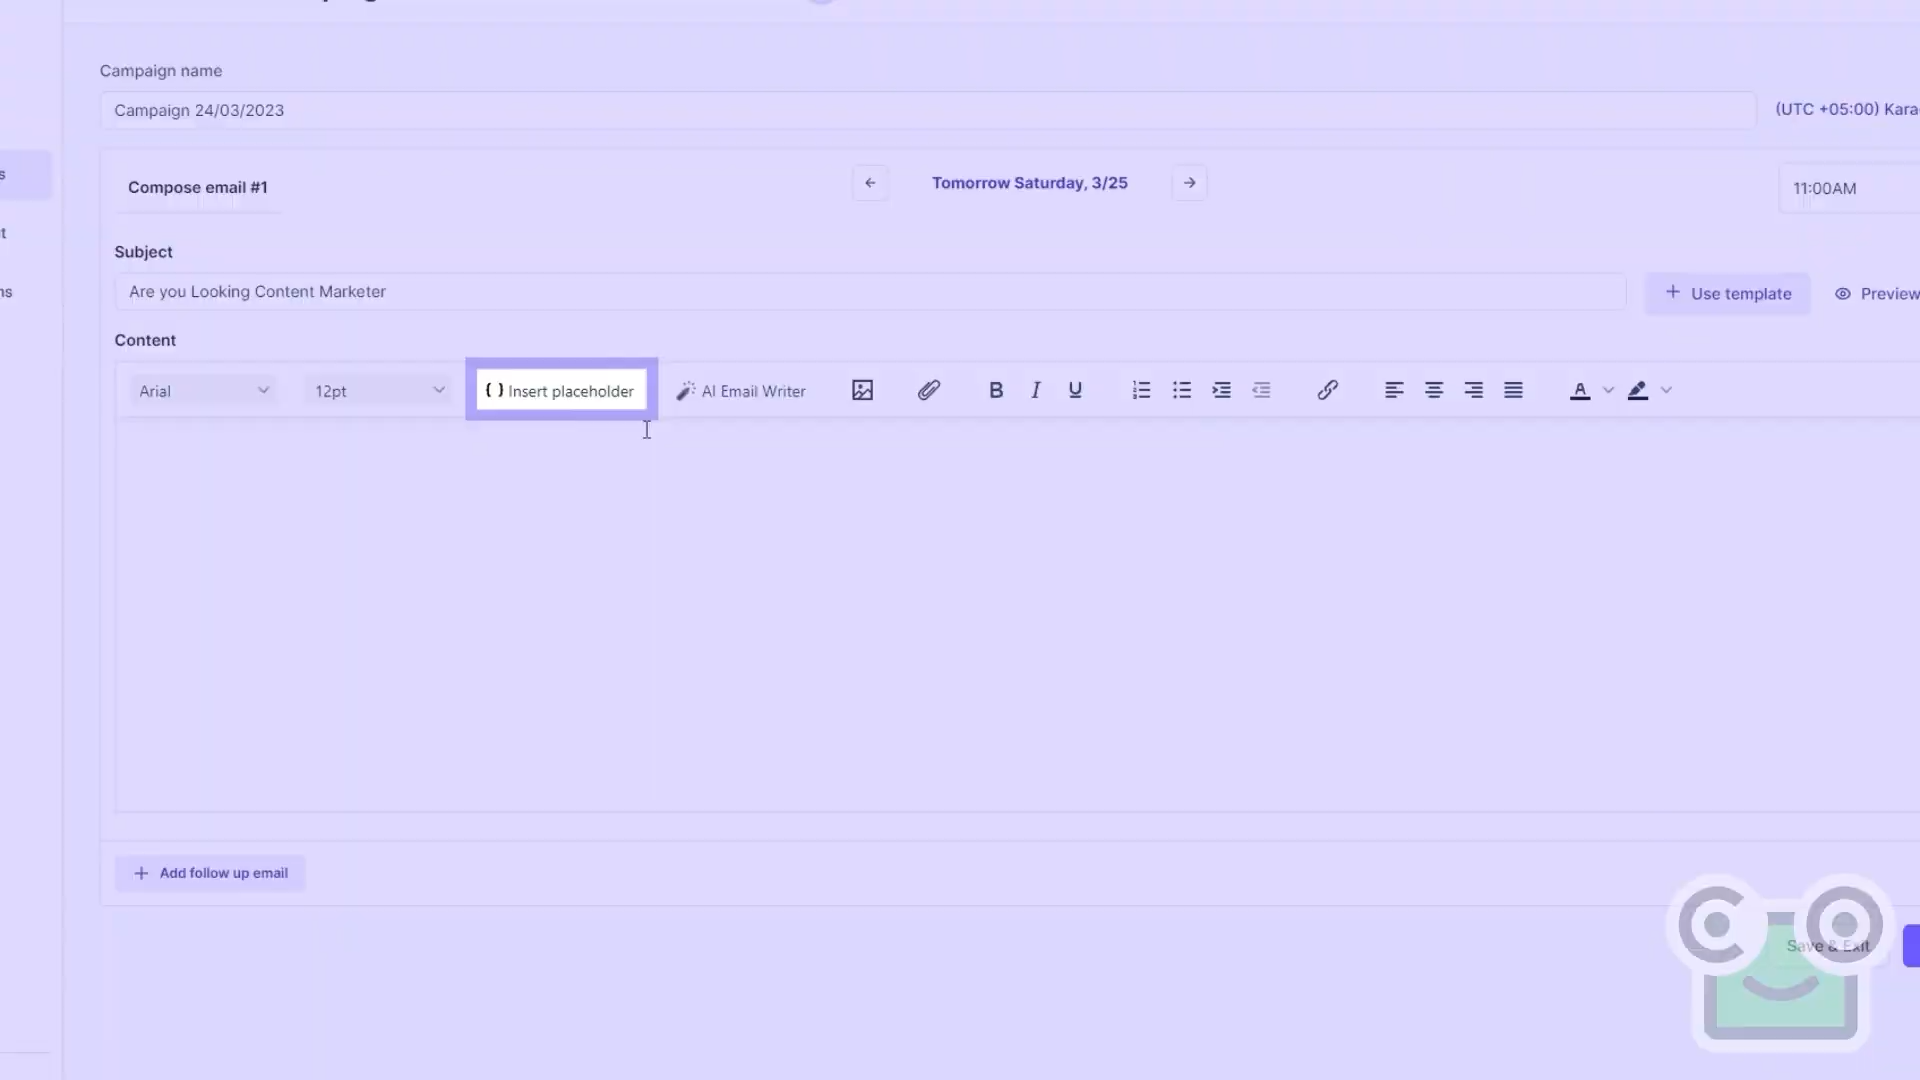 Campaign name
Campaign 24/03/2023
(UTC +05:00)
Compose email #1
Tomorrow Saturday, 3/25
11:00AM
Subject
Are you Looking Content Marketer
Use template
Preview
Content
Arial
12pt
Insert placeholder
AI Email Writer
B I U
A
Add follow up email
Save & Exit